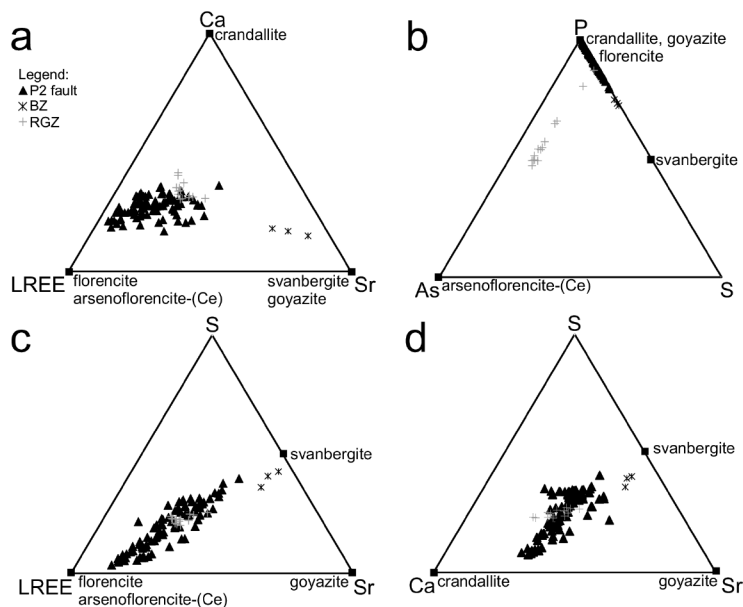 a
Ca
crandallite
Legend:
P2 fault
BZ
RGZ
LREE
florencite
arsenoflorencite-(Ce)
svanbergite
goyazite
Sr
b
P
crandallite, goyazite
florencite
svanbergite
As
arsenoflorencite-(Ce)
S
c
S
svanbergite
LREE
florencite
arsenoflorencite-(Ce)
goyazite
Sr
d
S
svanbergite
Ca
crandallite
goyazite
Sr